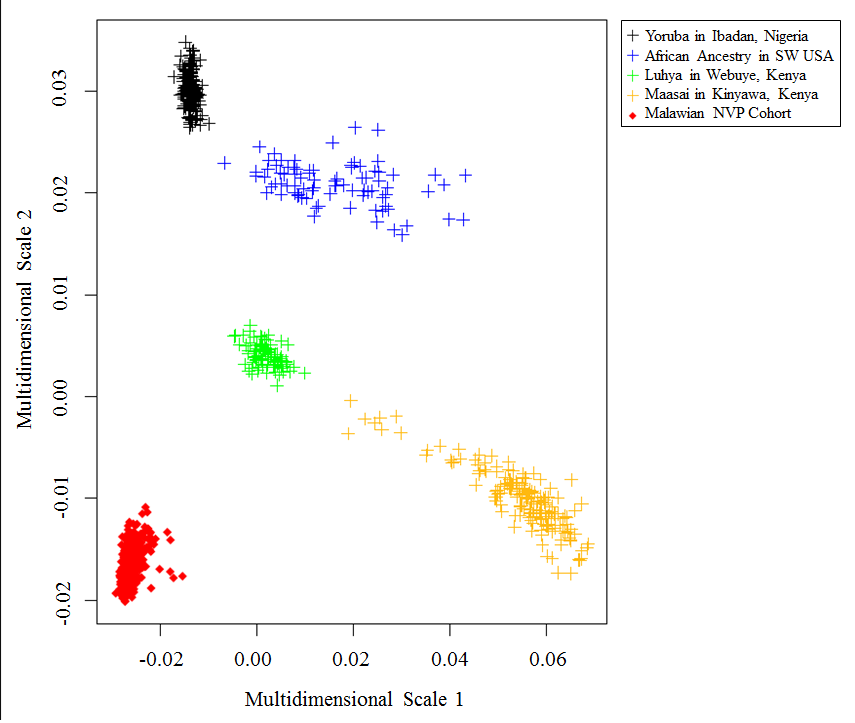 Yoruba in Ibadan, Nigeria
African Ancestry in SW USA
Luhya in Webuye, Kenya
Maasai in Kinyawa, Kenya
Malawian NVP Cohort
Multidimensional Scale 2
0.03
0.02
0.01
0.00
-0.01
-0.02
-0.02 0.00 0.02 0.04 0.06
Multidimensional Scale 1